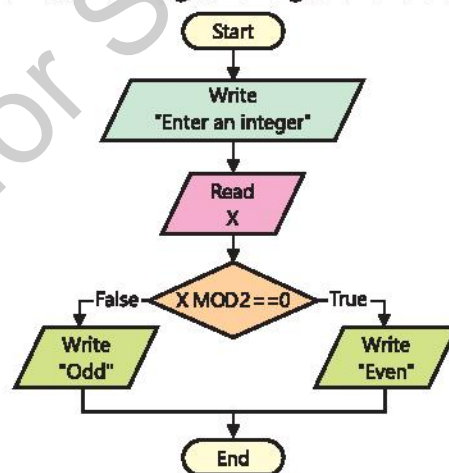 Start
Write
"Enter an integer"
Read
X
X MOD2==0
False
True
Write
"Odd"
Write
"Even"
End